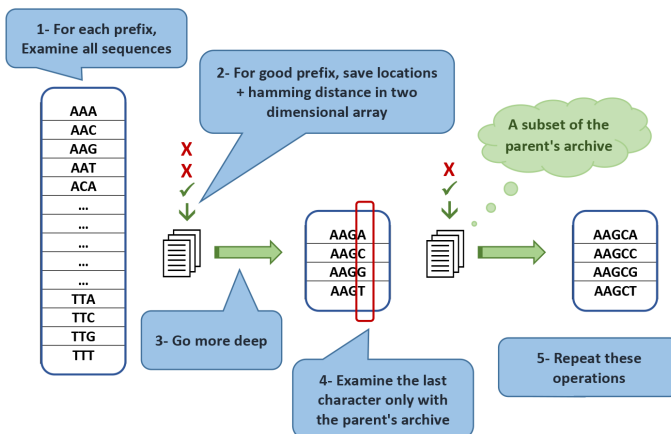 1- For each prefix,
Examine all sequences
2- For good prefix, save locations
+ hamming distance in two
dimensional array
AAA
AAC
AAG
AAT
ACA
...
...
...
...
...
TTA
TTC
TTG
TTT
X
X
✓
3- Go more deep
AAGA
AAGC
AAGG
AAGT
4- Examine the last
character only with
the parent's archive
X
✓
A subset of the
parent's archive
AAGCA
AAGCC
AAGCG
AAGCT
5- Repeat these
operations